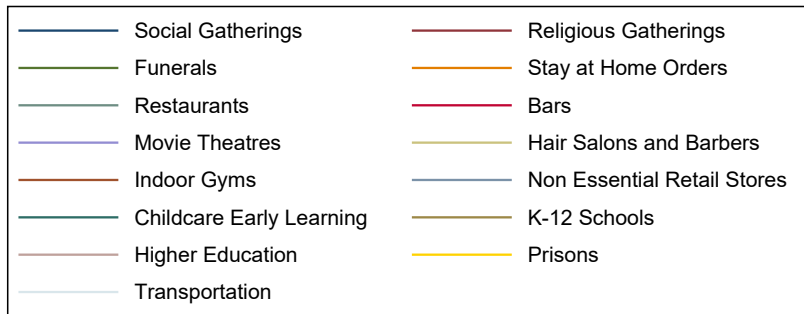 Social Gatherings
Religious Gatherings
Funerals
Stay at Home Orders
Restaurants
Bars
Movie Theatres
Hair Salons and Barbers
Indoor Gyms
Non Essential Retail Stores
Childcare Early Learning
K-12 Schools
Higher Education
Prisons
Transportation